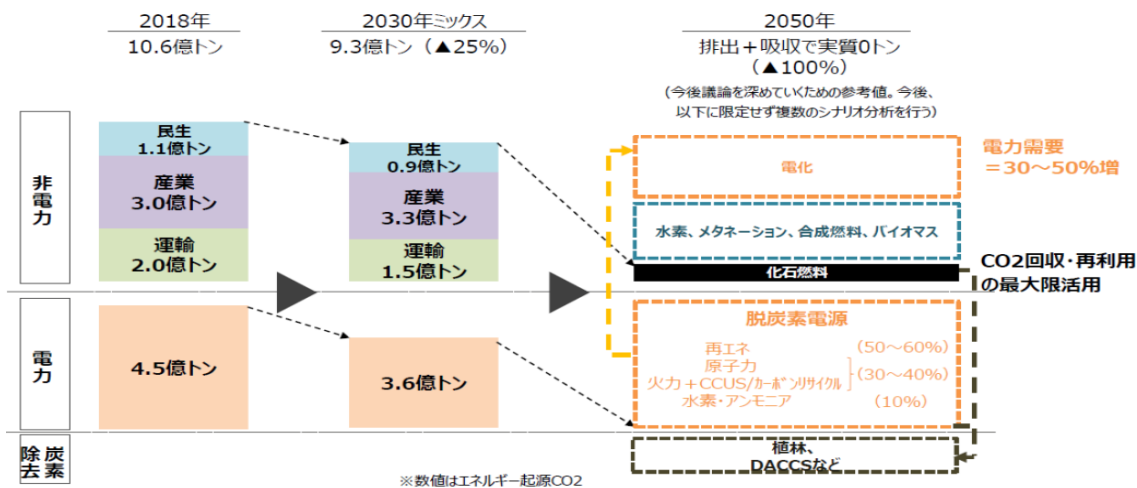 2018年
10.6億トン
2030年ミックス
9.3億トン（▲25%）
2050年
排出＋吸収で実質0トン
（▲100%）
（今後議論を深めていくための参考値。今後、
以下に限定せず複数のシナリオ分析を行う）
非電力
民生
1.1億トン
産業
3.0億トン
運輸
2.0億トン
民生
0.9億トン
産業
3.3億トン
運輸
1.5億トン
電化
水素、メタネーション、合成燃料、バイオマス
化石燃料
電力需要
＝30～50%増
CO2回収・再利用
の最大限活用
電力
4.5億トン
3.6億トン
脱炭素電源
再エネ (50～60%)
原子力
火力＋CCUS/カーボンリサイクル (30～40%)
水素・アンモニア (10%)
炭素除去
植林、
DACCSなど
※数値はエネルギー起源CO2